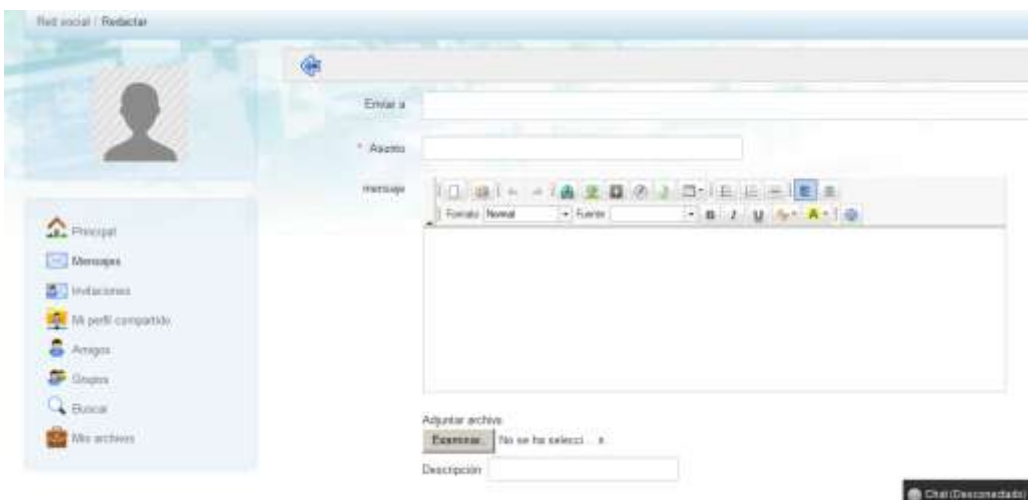 Red social / Redactar
Enviar a
* Asunto
mensaje
Formato Normal Fuente
B I U A
Principal
Mensajes
Invitaciones
Mi perfil compartido
Amigos
Grupos
Buscar
Mis archivos
Adjuntar archivo
Examinar. No se ha selecci... .
Descripción
Chat (Desconectado)